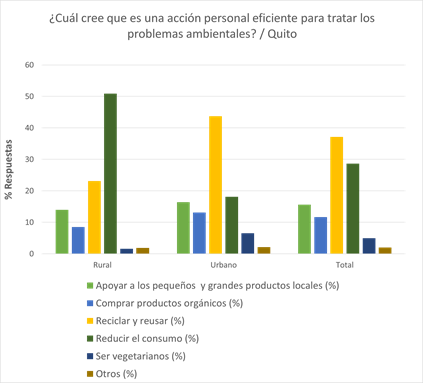 ¿Cuál cree que es una acción personal eficiente para tratar los
problemas ambientales? / Quito
% Respuestas
60
50
40
30
20
10
0
Rural
Urbano
Total
Apoyar a los pequeños y grandes productos locales (%)
Comprar productos orgánicos (%)
Reciclar y reusar (%)
Reducir el consumo (%)
Ser vegetarianos (%)
Otros (%)